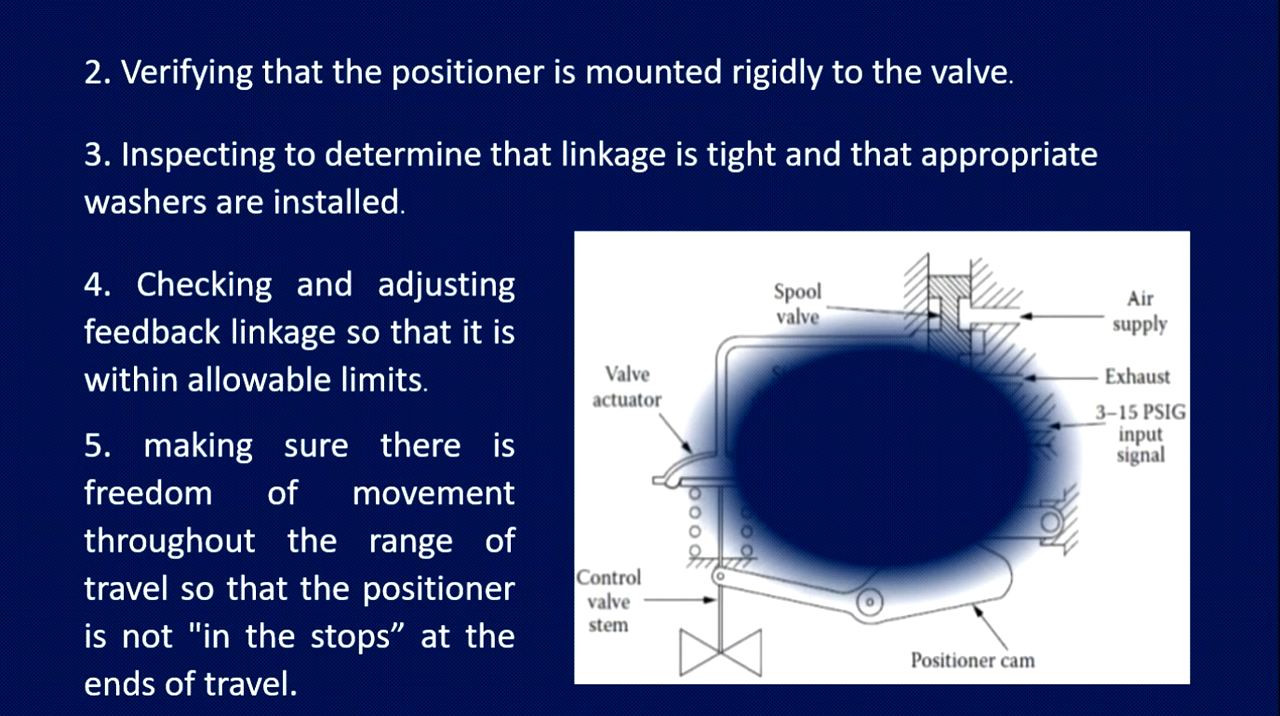 2. Verifying that the positioner is mounted rigidly to the valve.
3. Inspecting to determine that linkage is tight and that appropriate
washers are installed.
4. Checking and adjusting
feedback linkage so that it is
within allowable limits.
5. making sure there is
freedom of movement
throughout the range of
travel so that the positioner
is not "in the stops” at the
ends of travel.
Spool
valve
Air
supply
Valve
actuator
Exhaust
3–15 PSIG
input
signal
Control
valve
stem
Positioner cam